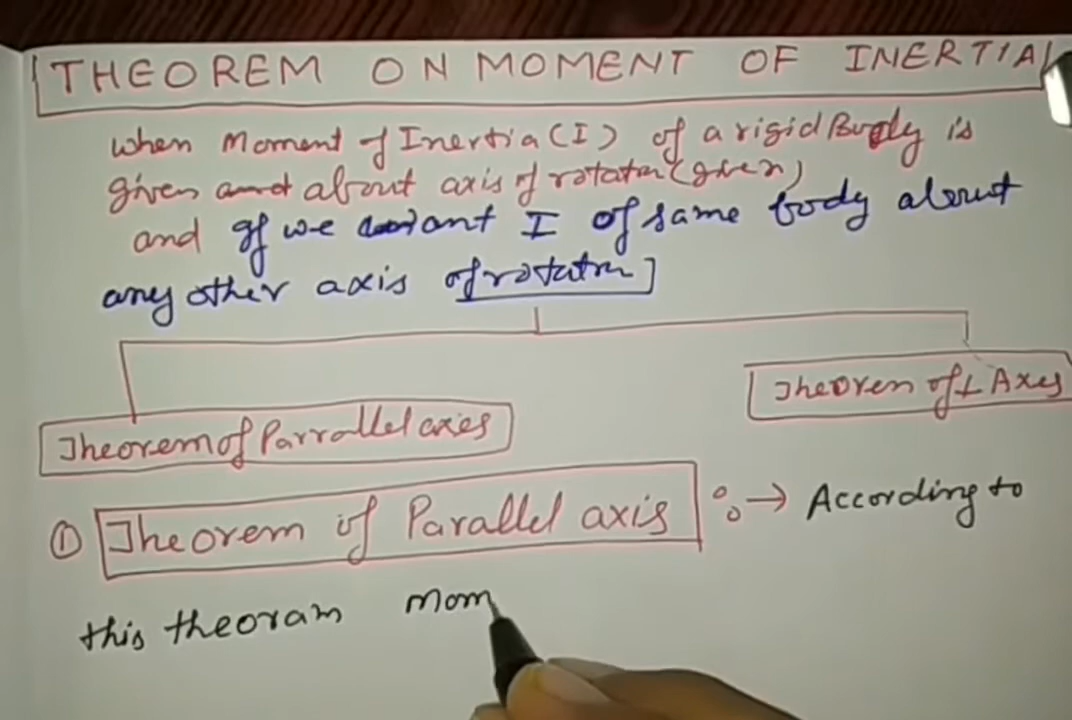 THEOREM ON MOMENT OF INERTIA
when Moment of Inertia (I) of a rigid Body is
given about axis of rotatin (given)
and If we want I of same body about
any other axis of rotatin
Theorem of Parrallel axes
Theorem of ⊥ Axes
① Theorem of Parallel axis : → According to
this theoram Mom